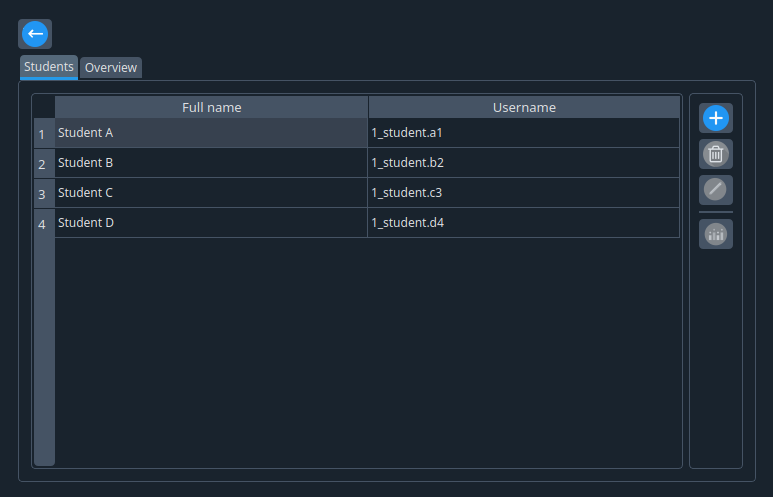 Students Overview
Full name Username
1 Student A 1_student.a1
2 Student B 1_student.b2
3 Student C 1_student.c3
4 Student D 1_student.d4